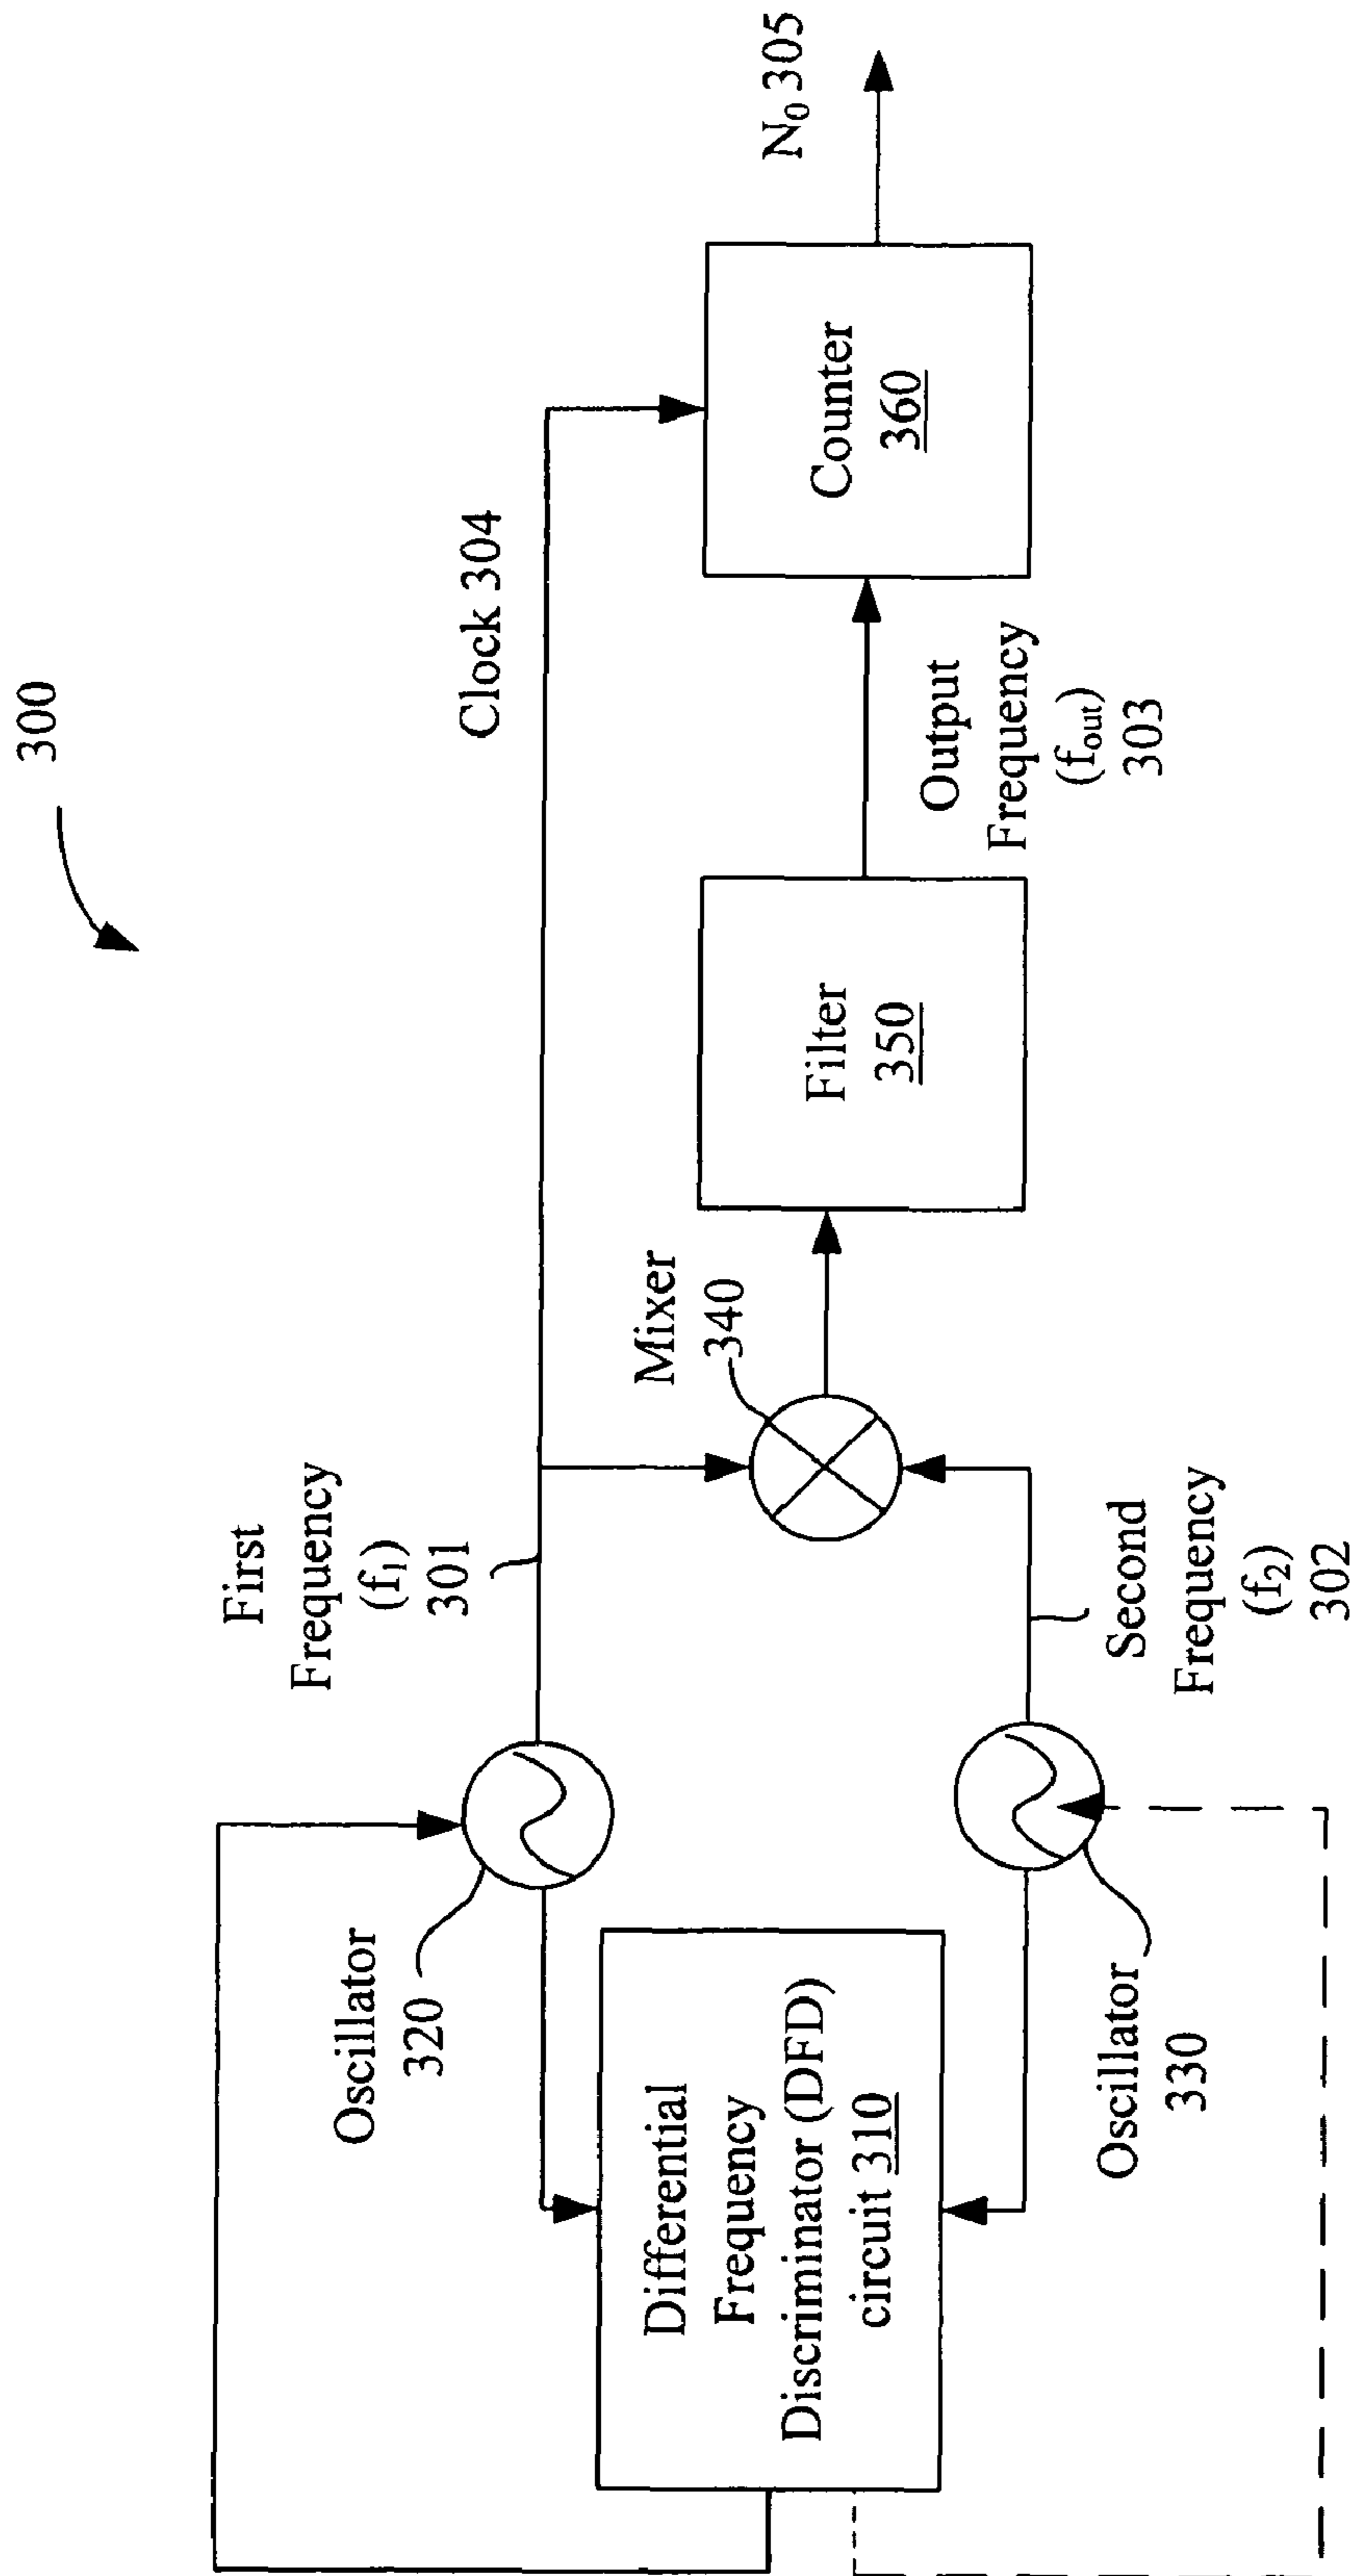 300
First
Frequency
(f₁)
301
Clock 304
Oscillator
320
Mixer
340
N₀ 305
Differential
Frequency
Discriminator (DFD)
circuit 310
Filter
350
Counter
360
Output
Frequency
(fout)
303
Oscillator
330
Second
Frequency
(f₂)
302